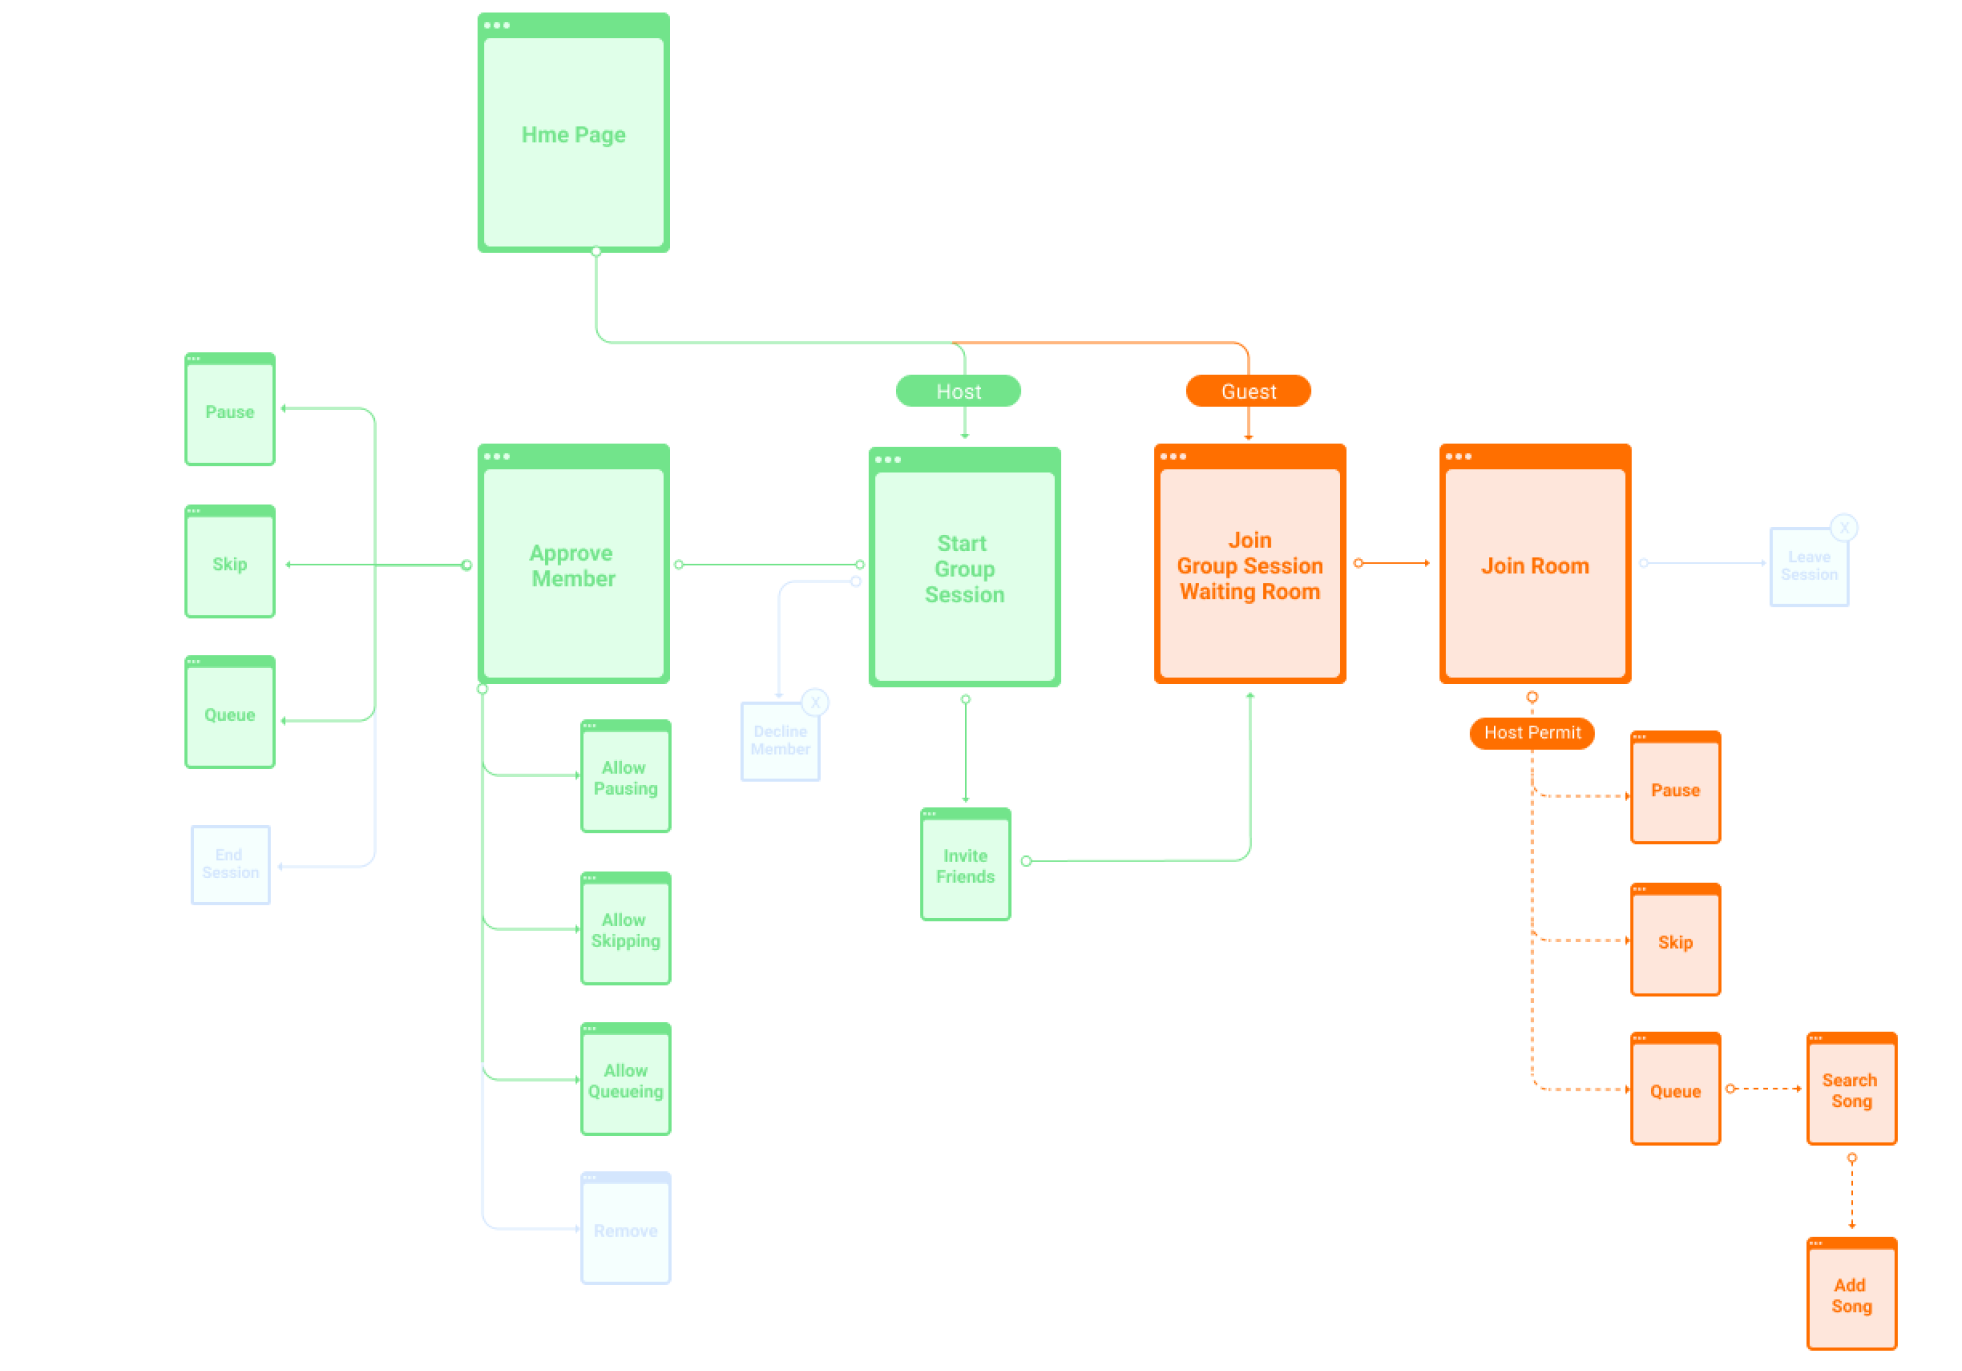 Hme Page
Host
Guest
Pause
Skip
Queue
End
Session
Approve
Member
Start
Group
Session
Join
Group Session
Waiting Room
Join Room
X
Leave
Session
X
Decline
Member
Host Permit
Allow
Pausing
Allow
Skipping
Allow
Queueing
Remove
Invite
Friends
Pause
Skip
Queue
Search
Song
Add
Song